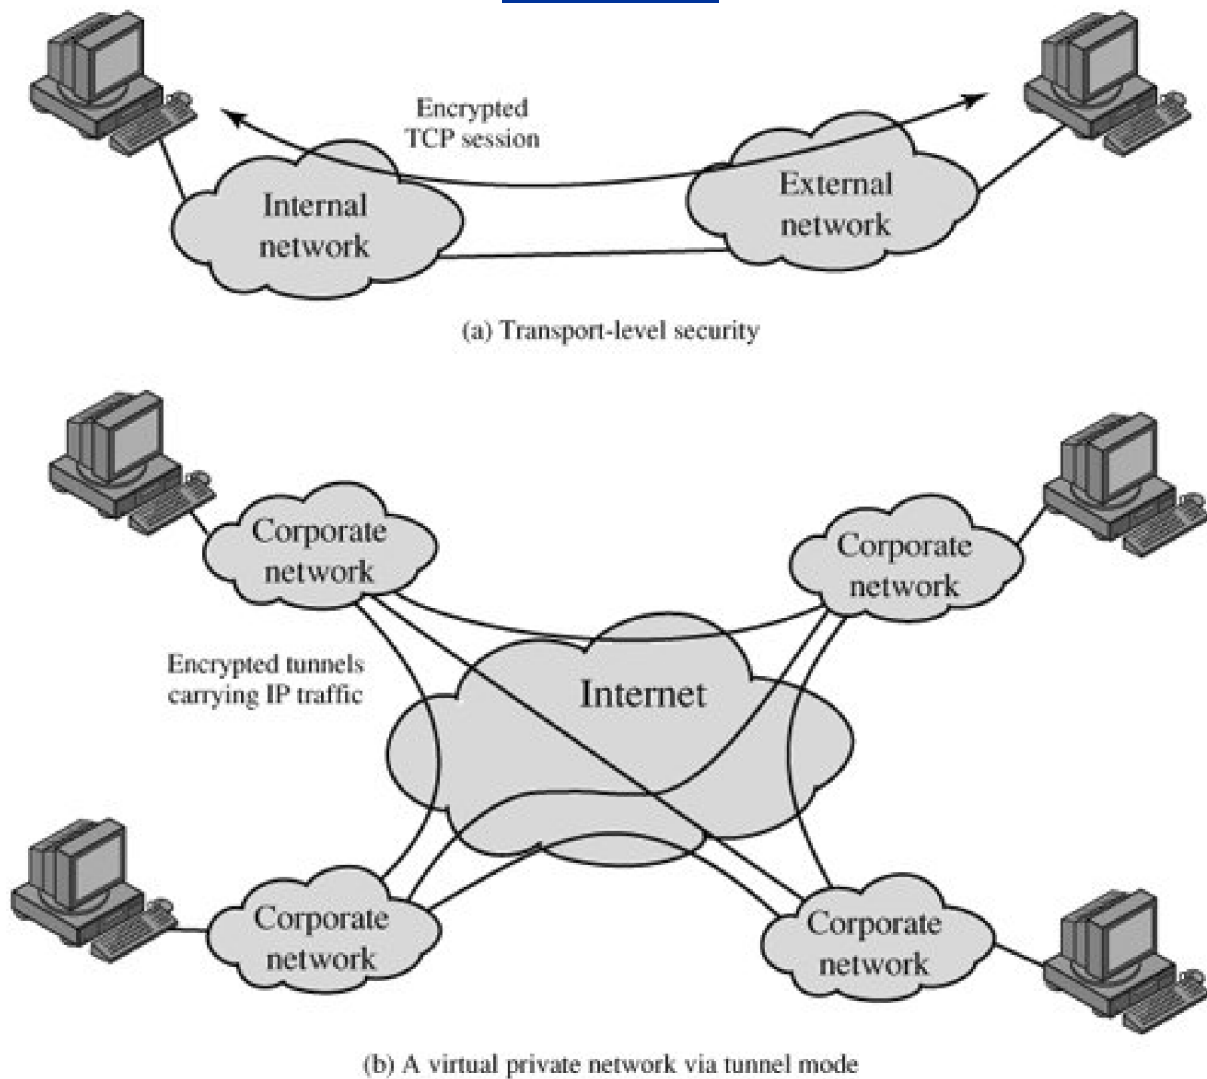 Encrypted
TCP session
Internal
network
External
network
(a) Transport-level security
Corporate
network
Corporate
network
Encrypted tunnels
carrying IP traffic
Internet
Corporate
network
Corporate
network
(b) A virtual private network via tunnel mode